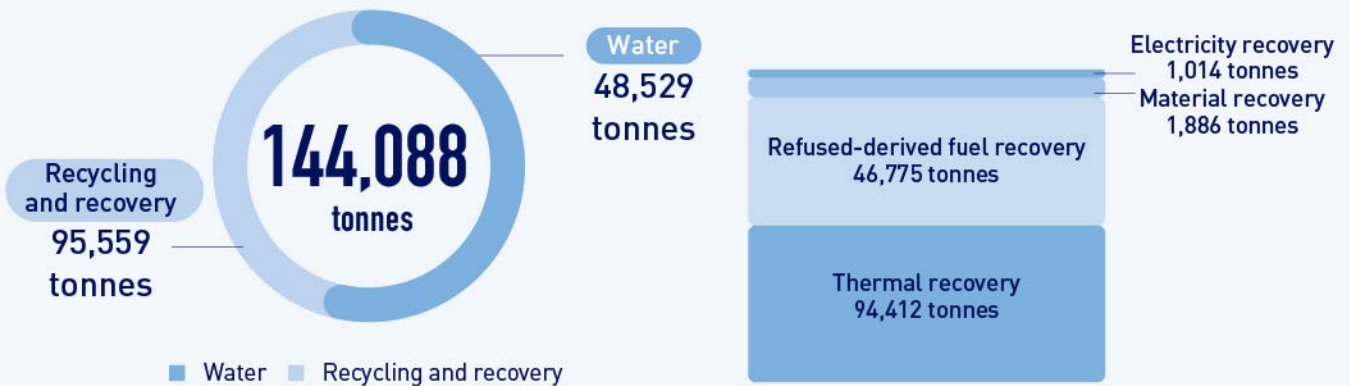 144,088
tonnes
Water
48,529
tonnes
Recycling
and recovery
95,559
tonnes
Water
Recycling and recovery
Electricity recovery
1,014 tonnes
Material recovery
1,886 tonnes
Refused-derived fuel recovery
46,775 tonnes
Thermal recovery
94,412 tonnes